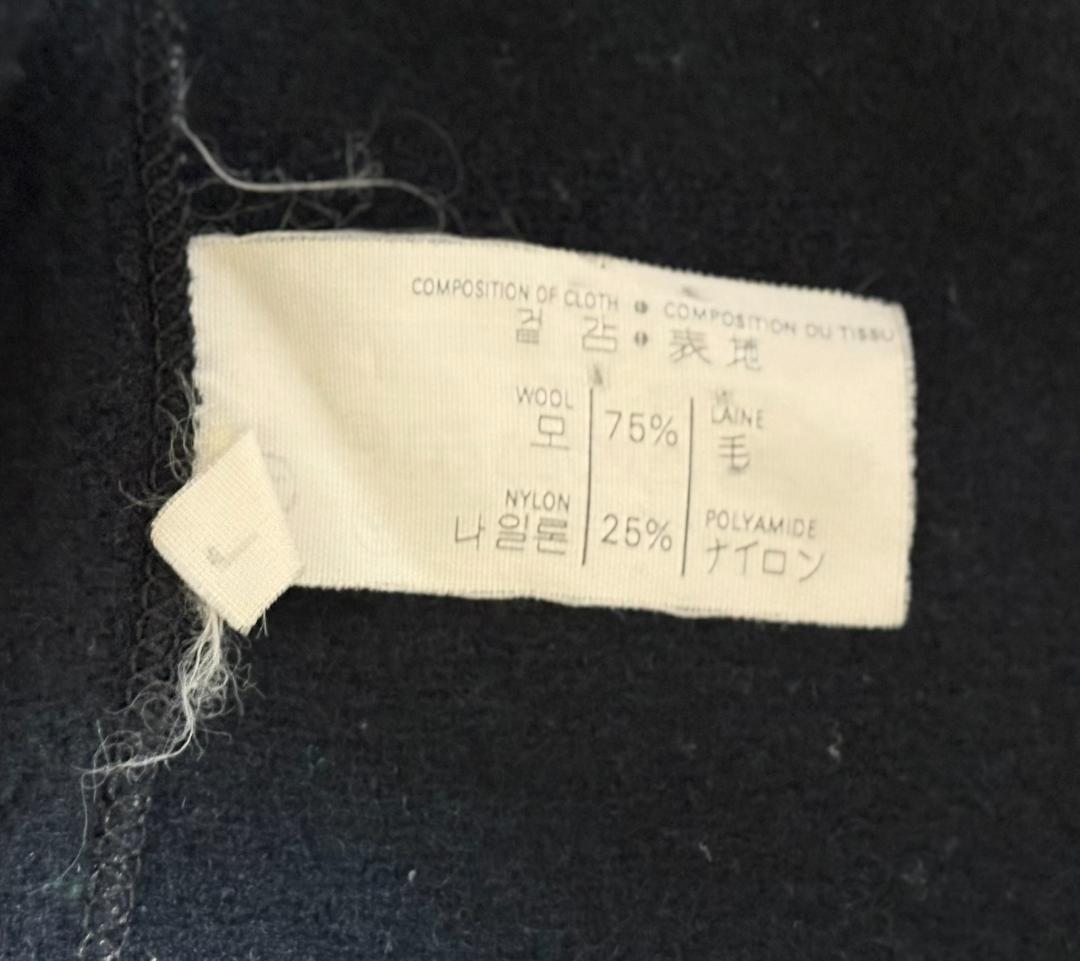 COMPOSITION OF CLOTH • COMPOSITION DU TISSU
겉 감 • 表 地
WOOL 75% LAINE
모 毛
NYLON 25% POLYAMIDE
나일론 ナイロン
L